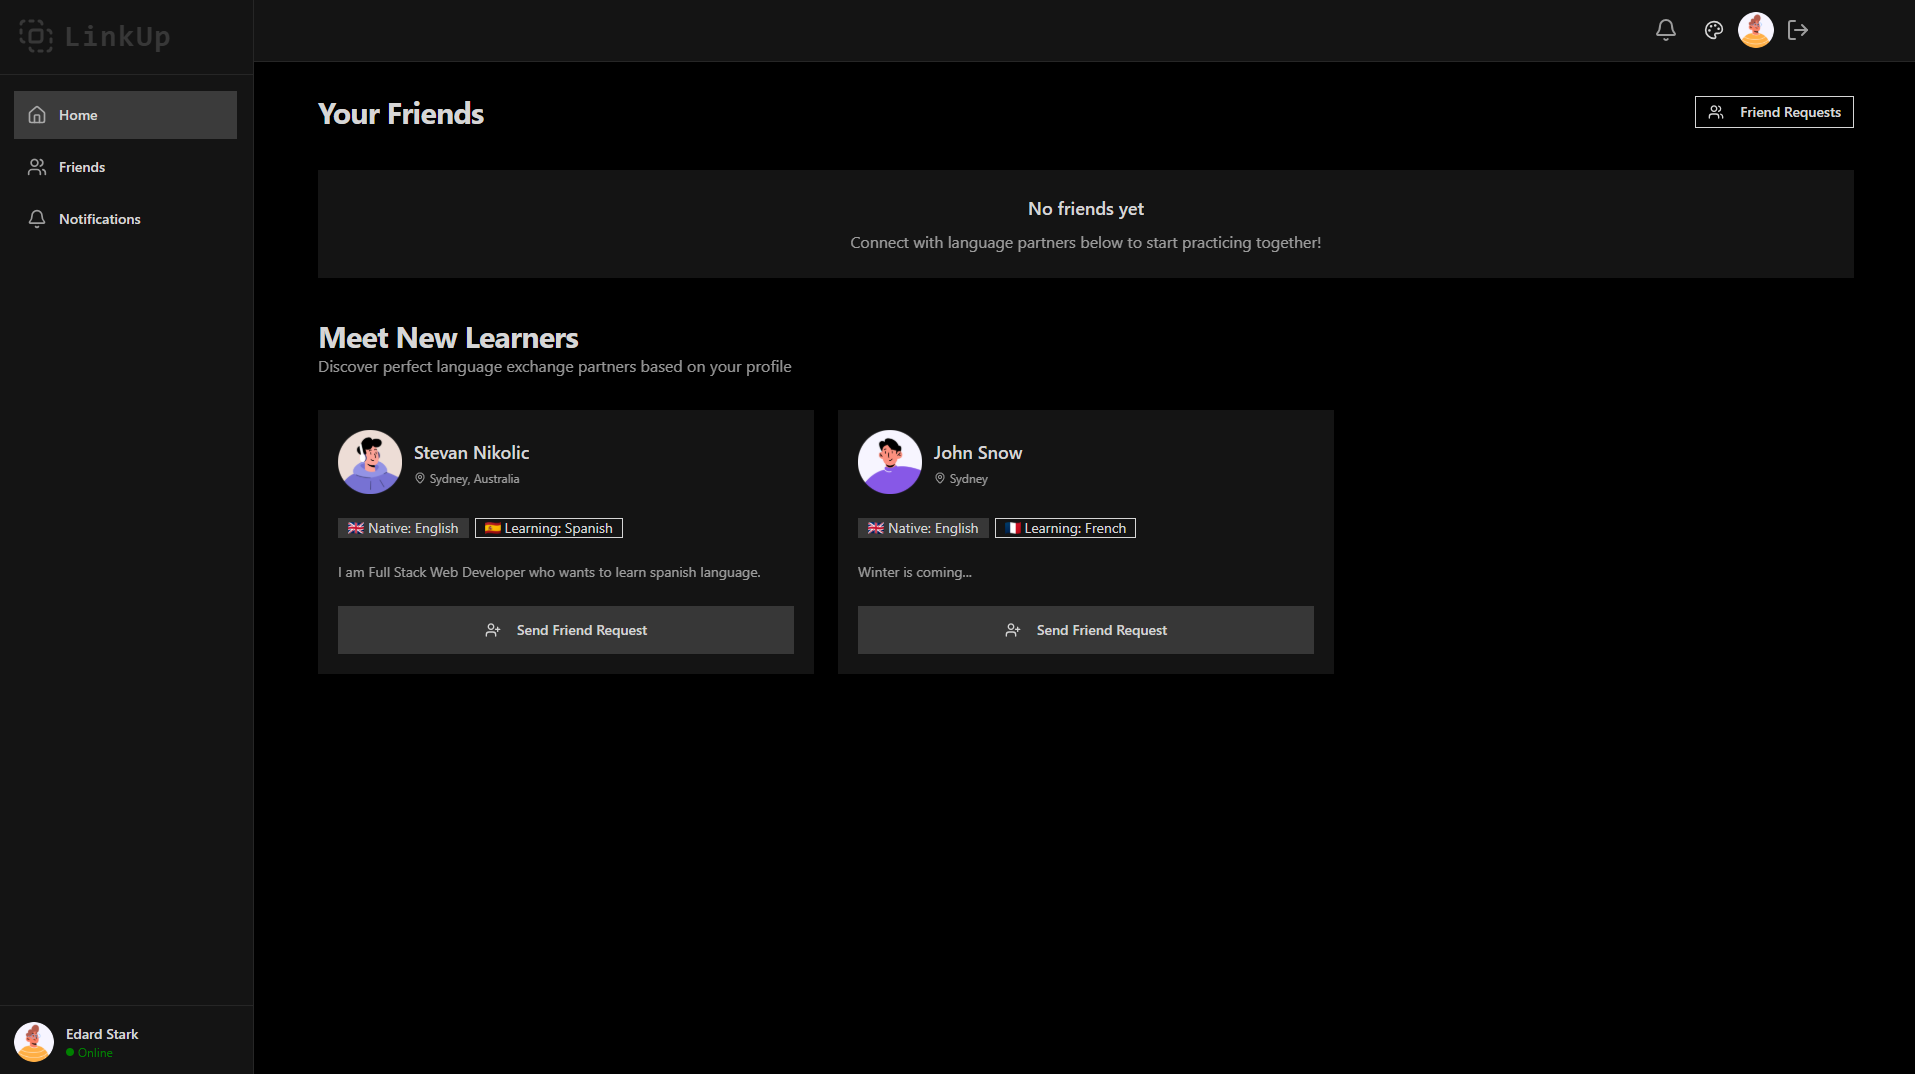 LinkUp
Home
Friends
Notifications
Your Friends
Friend Requests
No friends yet
Connect with language partners below to start practicing together!
Meet New Learners
Discover perfect language exchange partners based on your profile
Stevan Nikolic
Sydney, Australia
Native: English
Learning: Spanish
I am Full Stack Web Developer who wants to learn spanish language.
Send Friend Request
John Snow
Sydney
Native: English
Learning: French
Winter is coming...
Send Friend Request
Edard Stark
Online